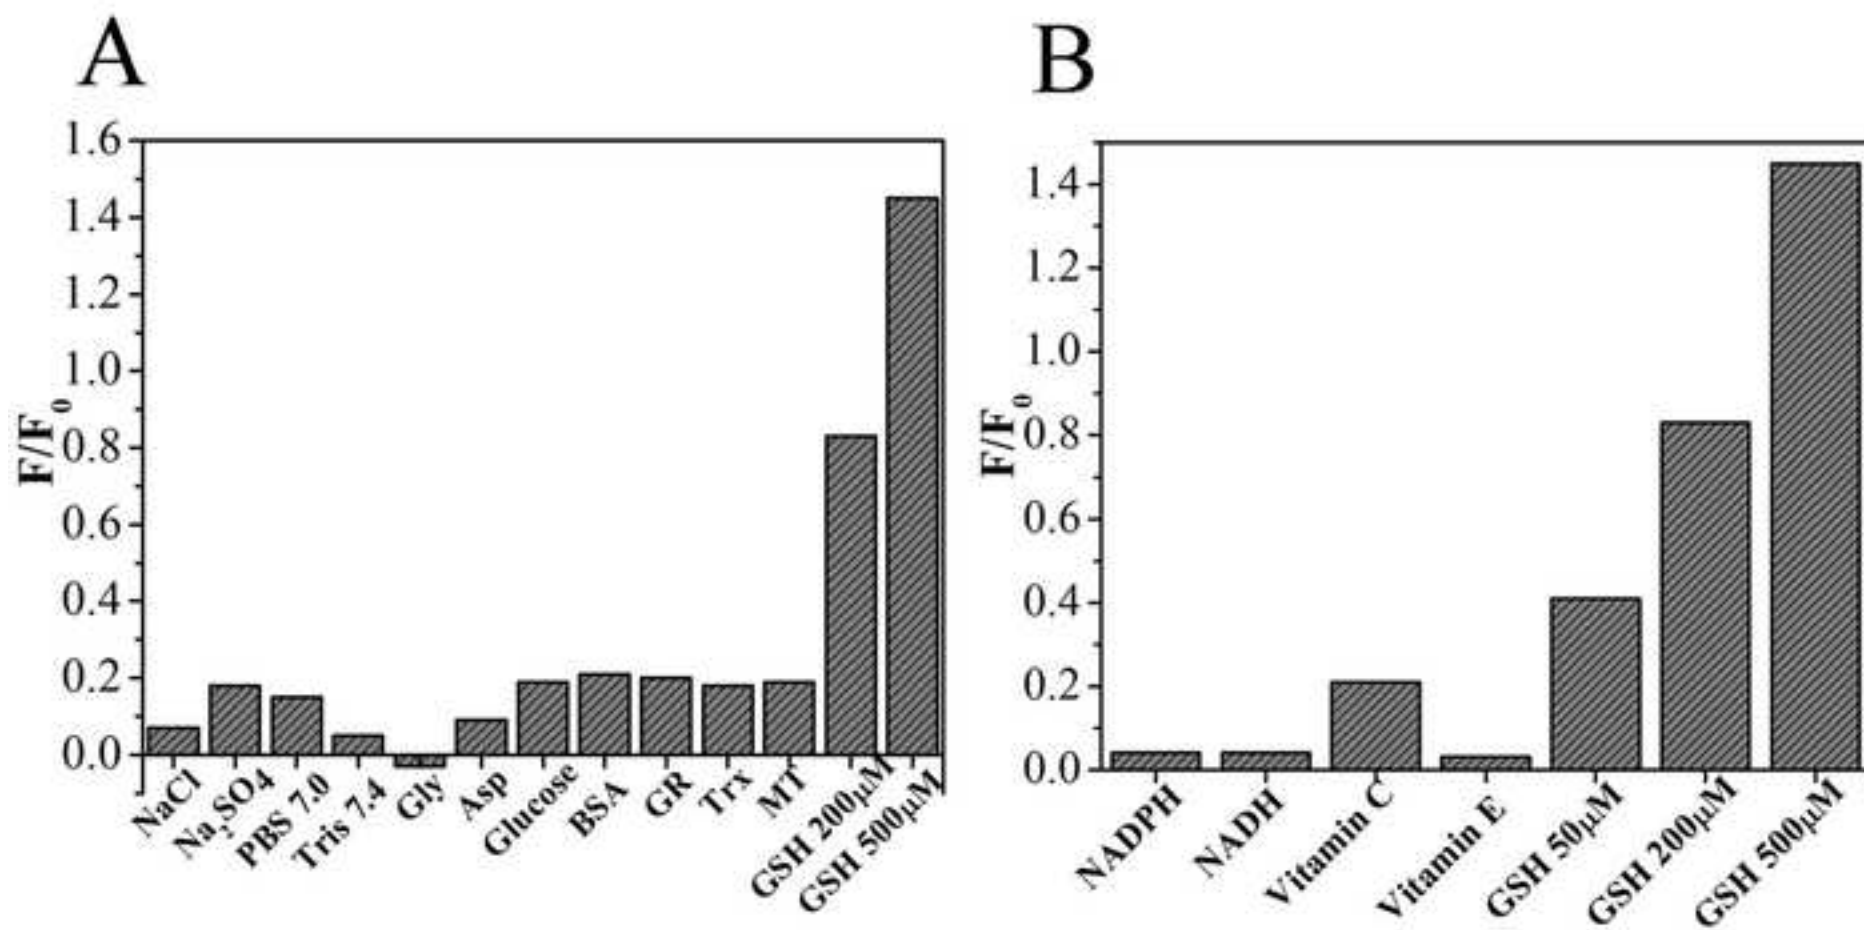 A
1.6
1.4
1.2
1.0
0.8
0.6
0.4
0.2
0.0
F/F₀
NaCl
Na₂SO4
PBS 7.0
Tris 7.4
Gly
Asp
Glucose
BSA
GR
Trx
MT
GSH 200μM
GSH 500μM
B
1.4
1.2
1.0
0.8
0.6
0.4
0.2
0.0
F/F₀
NADPH
NADH
Vitamin C
Vitamin E
GSH 50μM
GSH 200μM
GSH 500μM